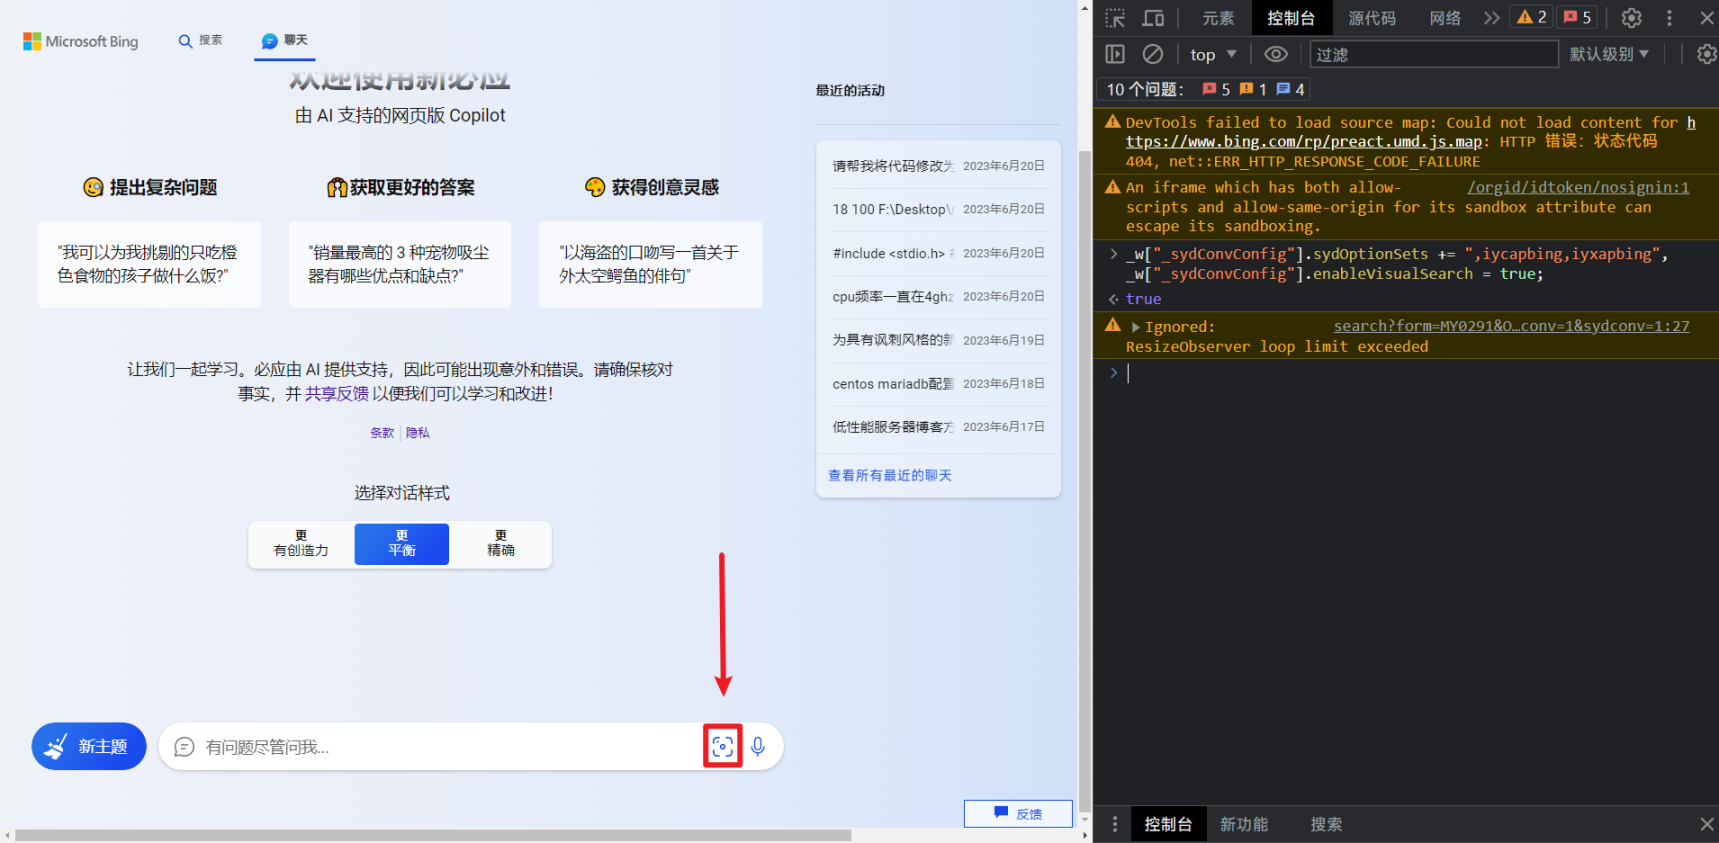 Microsoft Bing
搜索
聊天
欢迎使用新必应
由 AI 支持的网页版 Copilot
提出复杂问题
获取更好的答案
获得创意灵感
"我可以为我挑剔的只吃橙
色食物的孩子做什么饭?"
"销量最高的 3 种宠物吸尘
器有哪些优点和缺点?"
"以海盗的口吻写一首关于
外太空鳄鱼的俳句"
让我们一起学习。必应由 AI 提供支持，因此可能出现意外和错误。请确保核对
事实，并 共享反馈 以便我们可以学习和改进！
条款 | 隐私
选择对话样式
更
有创造力
更
平衡
更
精确
新主题
有问题尽管问我...
反馈
最近的活动
请帮我将代码修改为 2023年6月20日
18 100 F:\Desktop\ 2023年6月20日
#include <stdio.h> 2023年6月20日
cpu频率一直在4ghz 2023年6月20日
为具有讽刺风格的新 2023年6月19日
centos mariadb配置 2023年6月18日
低性能服务器博客方 2023年6月17日
查看所有最近的聊天
元素 控制台 源代码 网络 2 5
top 过滤 默认级别
10 个问题： 5 1 4
DevTools failed to load source map: Could not load content for h
ttps://www.bing.com/rp/preact.umd.js.map: HTTP 错误：状态代码
404, net::ERR_HTTP_RESPONSE_CODE_FAILURE
An iframe which has both allow- /orgid/idtoken/nosignin:1
scripts and allow-same-origin for its sandbox attribute can
escape its sandboxing.
_w["_sydConvConfig"].sydOptionSets += ",iycapbing,iyxapbing",
_w["_sydConvConfig"].enableVisualSearch = true;
true
Ignored: search?form=MY0291&O…conv=1&sydconv=1:27
ResizeObserver loop limit exceeded
控制台 新功能 搜索